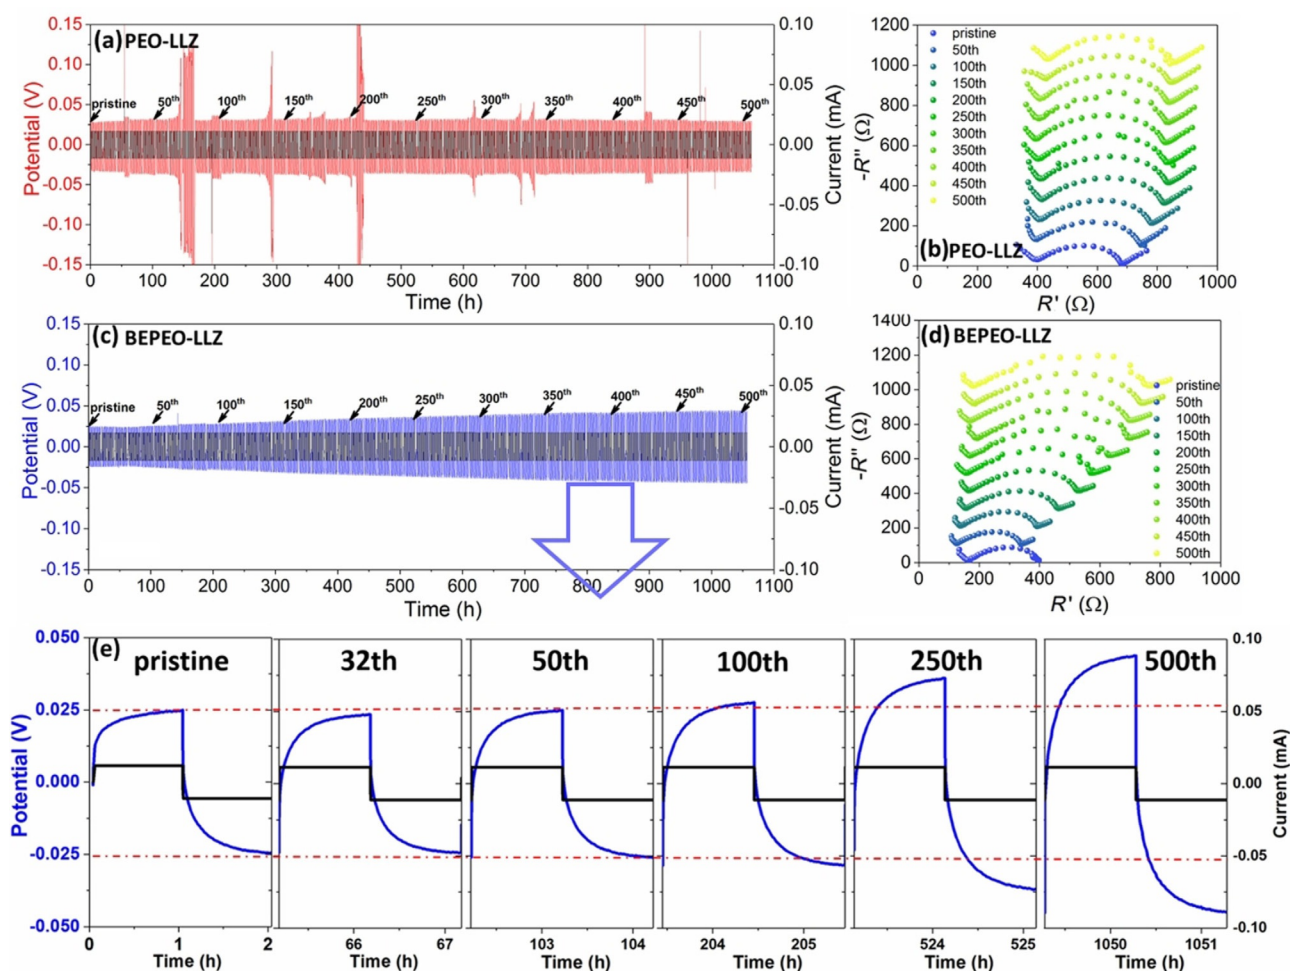 (a) PEO-LLZ
Potential (V)
0.15
0.10
0.05
0.00
-0.05
-0.10
-0.15
pristine 50th 100th 150th 200th 250th 300th 350th 400th 450th 500th
0.10
0.05
0.00
-0.05
-0.10
Current (mA)
0 100 200 300 400 500 600 700 800 900 1000 1100
Time (h)
1200
1000
800
600
400
200
0
-R'' (Ω)
pristine
50th
100th
150th
200th
250th
300th
350th
400th
450th
500th
(b) PEO-LLZ
0 200 400 600 800 1000
R' (Ω)
(c) BEPEO-LLZ
Potential (V)
0.15
0.10
0.05
0.00
-0.05
-0.10
-0.15
pristine 50th 100th 150th 200th 250th 300th 350th 400th 450th 500th
0.10
0.05
0.00
-0.05
-0.10
Current (mA)
0 100 200 300 400 500 600 700 800 900 1000 1100
Time (h)
1400
1200
1000
800
600
400
200
0
-R'' (Ω)
(d) BEPEO-LLZ
pristine
50th
100th
150th
200th
250th
300th
350th
400th
450th
500th
0 200 400 600 800 1000
R' (Ω)
(e)
Potential (V)
0.050
0.025
0.000
-0.025
-0.050
pristine 32th 50th 100th 250th 500th
0.10
0.05
0.00
-0.05
-0.10
Current (mA)
0 1 2 66 67 103 104 204 205 524 525 1050 1051
Time (h) Time (h) Time (h) Time (h) Time (h) Time (h)